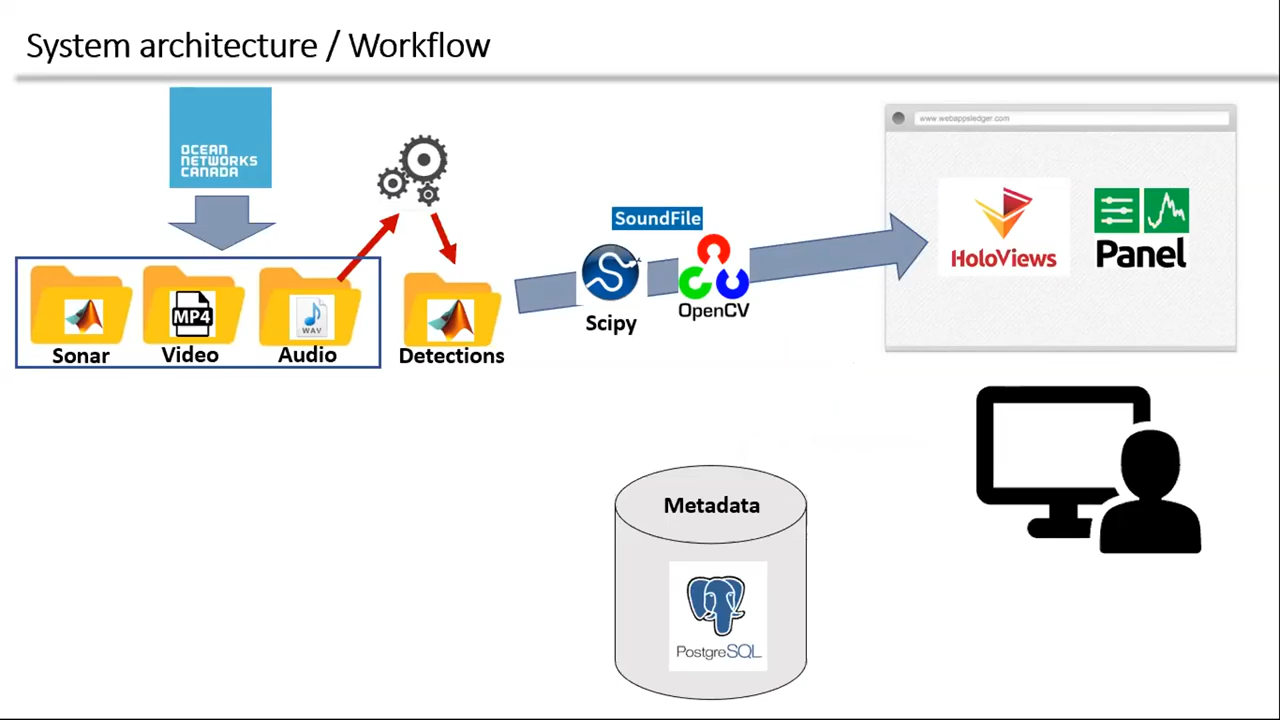 System architecture / Workflow
OCEAN
NETWORKS
CANADA
www.webappsledger.com
SoundFile
HoloViews
Panel
MP4
WAV
OpenCV
Scipy
Sonar
Video
Audio
Detections
Metadata
PostgreSQL